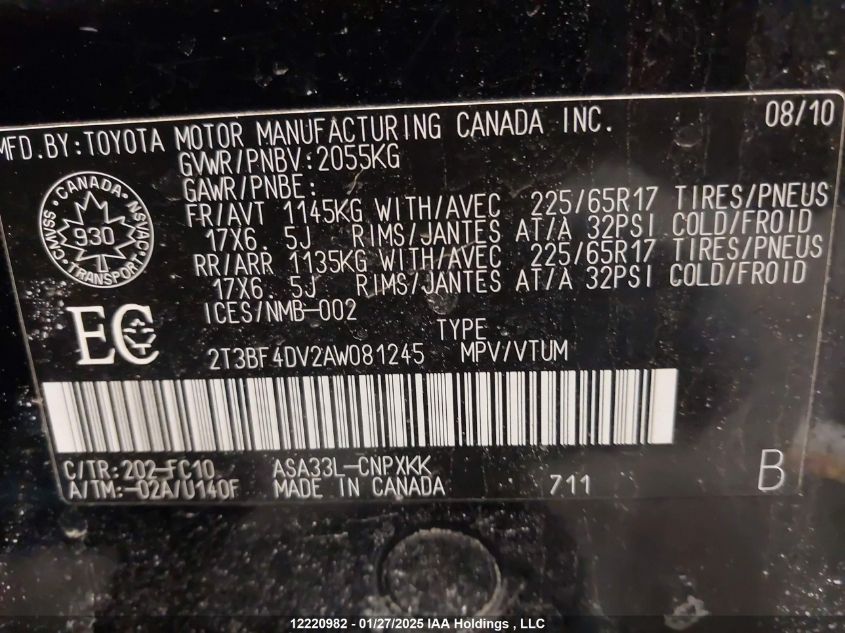 MFD.BY:TOYOTA MOTOR MANUFACTURING CANADA INC. 08/10
GVWR/PNBV:2055KG
GAWR/PNBE:
FR/AVT 1145KG WITH/AVEC 225/65R17 TIRES/PNEUS
17X6.5J RIMS/JANTES AT/A 32PSI COLD/FROID
RR/ARR 1135KG WITH/AVEC 225/65R17 TIRES/PNEUS
17X6.5J RIMS/JANTES AT/A 32PSI COLD/FROID
ICES/NMB-002
CANADA
CMVSS NSVAC
930
TRANSPORT
EC
TYPE
2T3BF4DV2AW081245 MPV/VTUM
C/TR:202-FC10 ASA33L-CNPXKK
A/TM:-02A/U140F MADE IN CANADA 711 B
12220982 - 01/27/2025 IAA Holdings , LLC